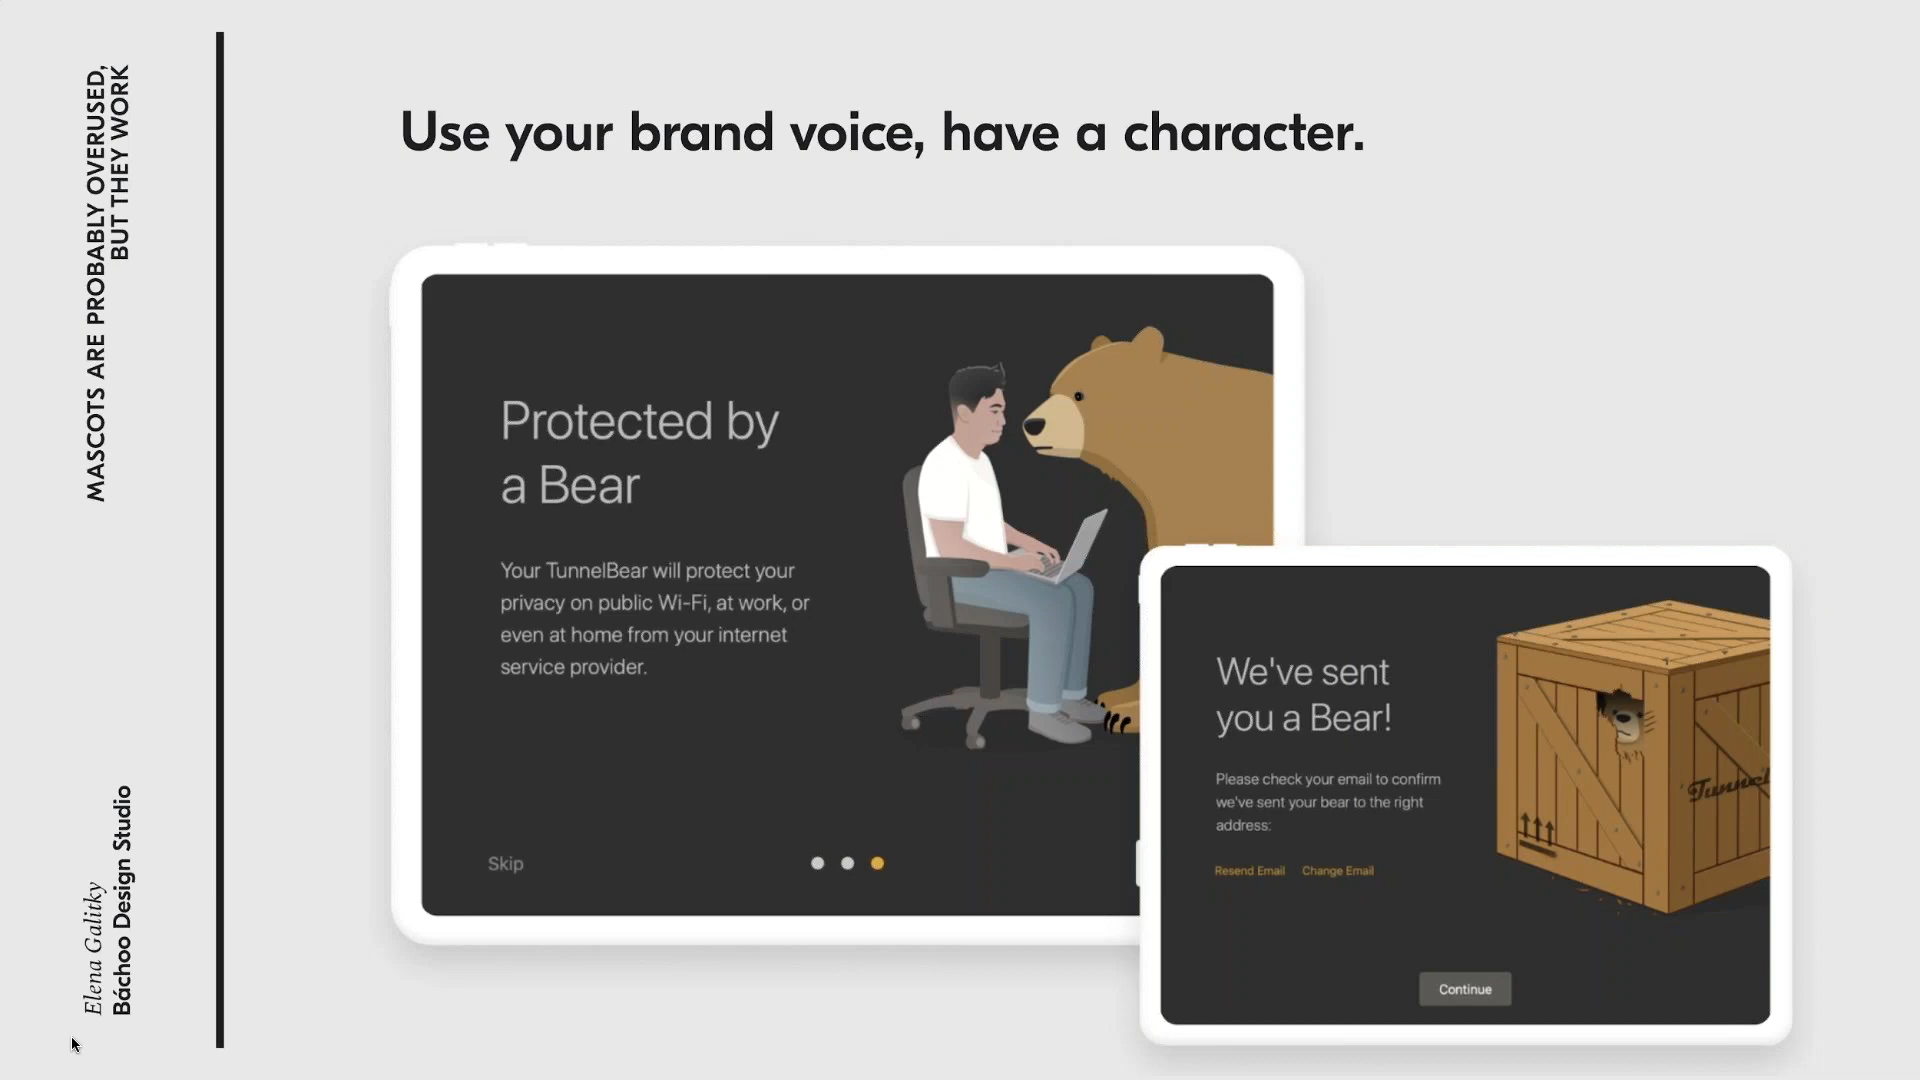 MASCOTS ARE PROBABLY OVERUSED,
BUT THEY WORK
Elena Galitky
Báchoo Design Studio
Use your brand voice, have a character.
Protected by
a Bear
Your TunnelBear will protect your
privacy on public Wi-Fi, at work, or
even at home from your internet
service provider.
Skip
We've sent
you a Bear!
Please check your email to confirm
we've sent your bear to the right
address:
Resend Email Change Email
Tunnel
Continue